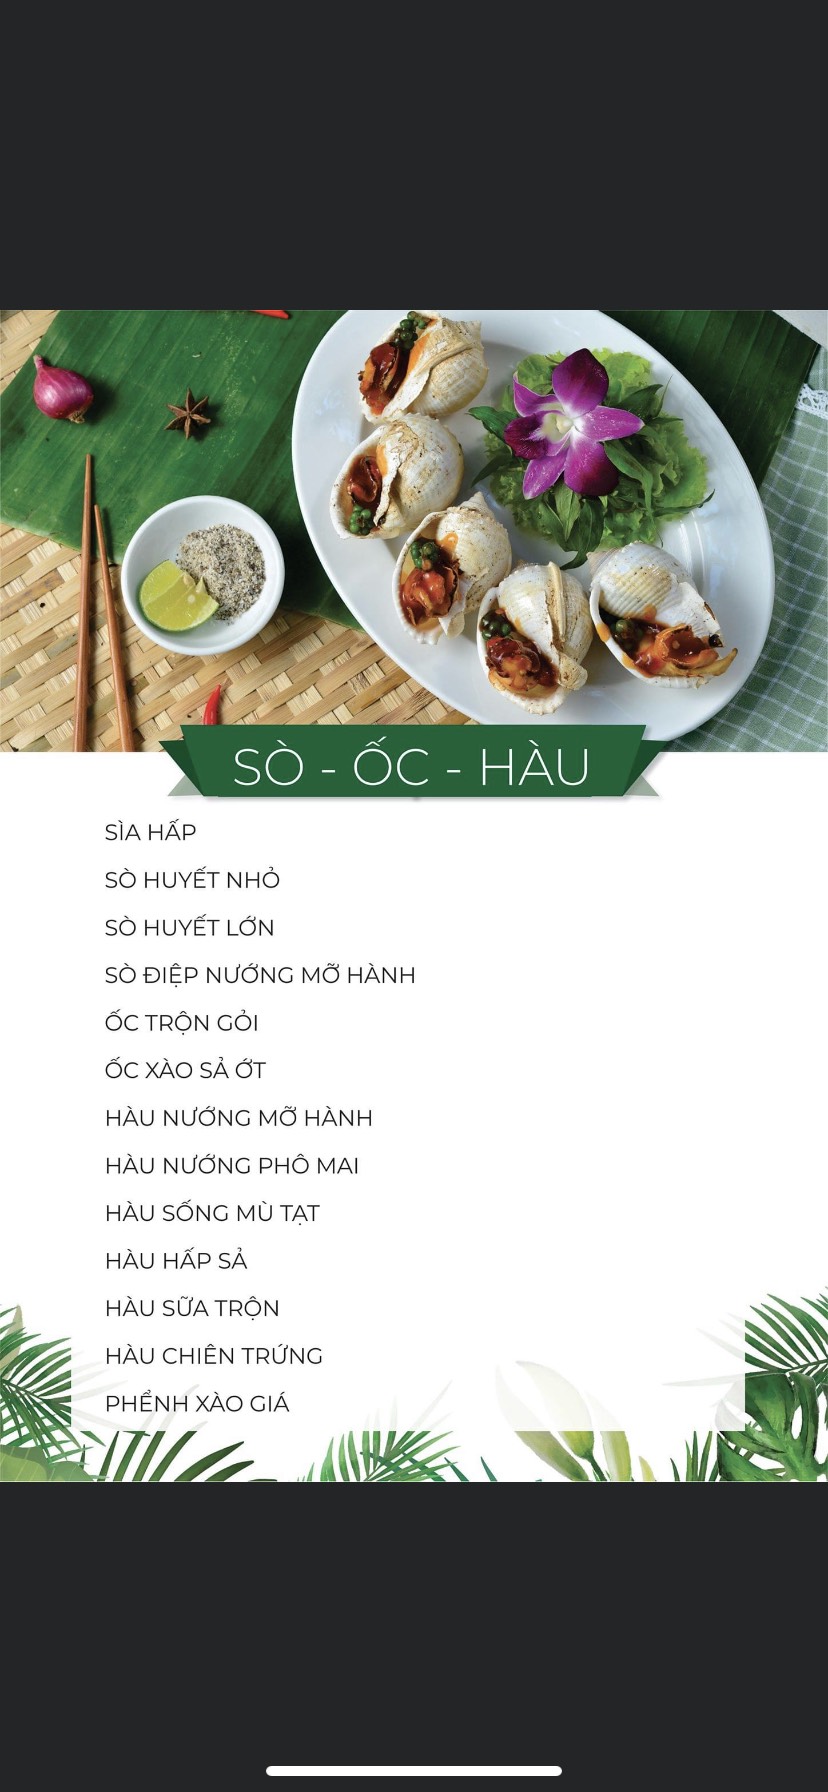 SÒ - ỐC - HÀU
SÌA HẤP
SÒ HUYẾT NHỎ
SÒ HUYẾT LỚN
SÒ ĐIỆP NƯỚNG MỠ HÀNH
ỐC TRỘN GỎI
ỐC XÀO SẢ ỚT
HÀU NƯỚNG MỠ HÀNH
HÀU NƯỚNG PHÔ MAI
HÀU SỐNG MÙ TẠT
HÀU HẤP SẢ
HÀU SỮA TRỘN
HÀU CHIÊN TRỨNG
PHỂNH XÀO GIÁ